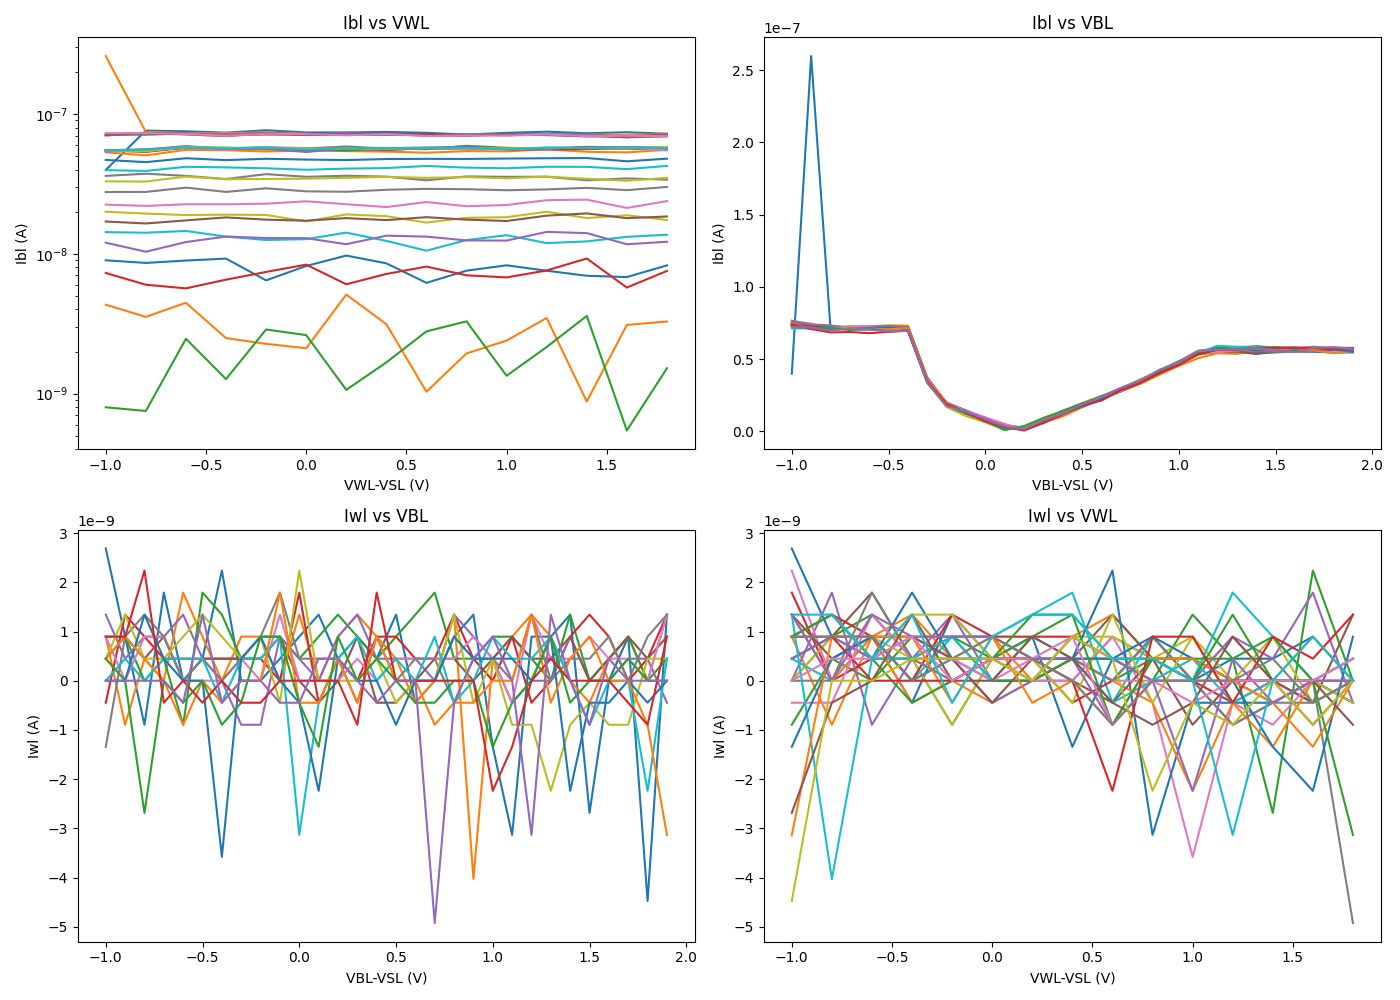 Ibl vs VWL
Ibl (A)
10^-7
10^-8
10^-9
−1.0 −0.5 0.0 0.5 1.0 1.5
VWL-VSL (V)
Ibl vs VBL
1e−7
Ibl (A)
2.5
2.0
1.5
1.0
0.5
0.0
−1.0 −0.5 0.0 0.5 1.0 1.5 2.0
VBL-VSL (V)
Iwl vs VBL
1e−9
Iwl (A)
3
2
1
0
−1
−2
−3
−4
−5
−1.0 −0.5 0.0 0.5 1.0 1.5 2.0
VBL-VSL (V)
Iwl vs VWL
1e−9
Iwl (A)
3
2
1
0
−1
−2
−3
−4
−5
−1.0 −0.5 0.0 0.5 1.0 1.5
VWL-VSL (V)